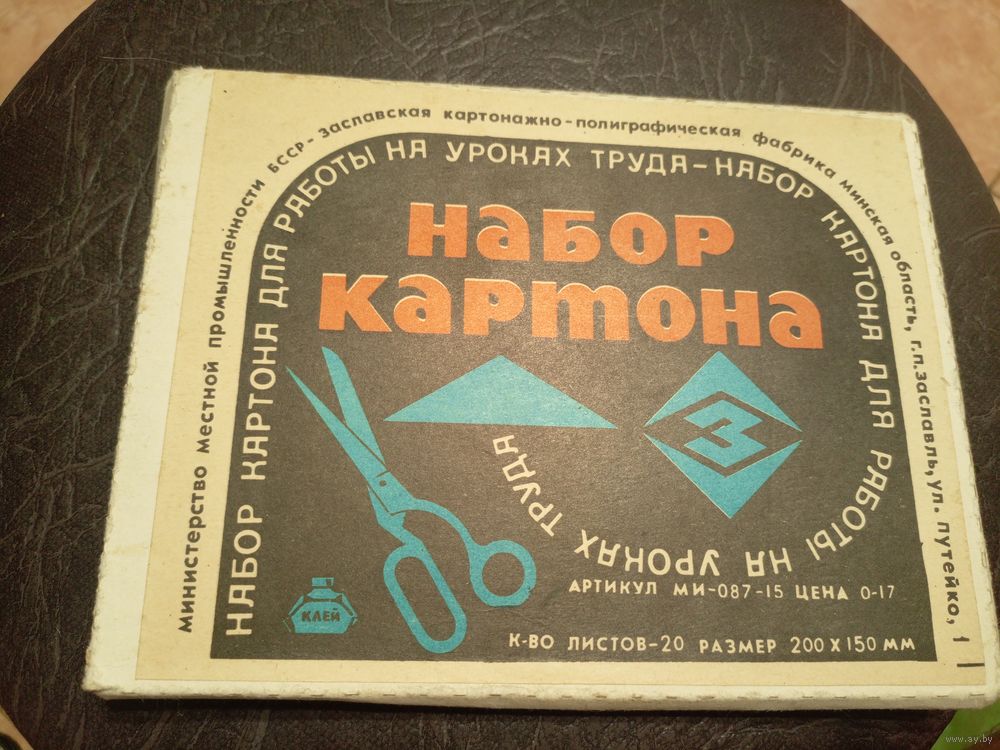 Министерство местной промышленности БССР-Заславская картонажно-полиграфическая фабрика Минская область, г.п. Заславль, ул. Путейко, 1
НАБОР КАРТОНА ДЛЯ РАБОТЫ НА УРОКАХ ТРУДА-НАБОР КАРТОНА ДЛЯ РАБОТЫ НА УРОКАХ ТРУДА
НАБОР
КАРТОНА
З
КЛЕЙ
АРТИКУЛ МИ-087-15 ЦЕНА 0-17
К-ВО ЛИСТОВ-20 РАЗМЕР 200 X 150 ММ
www.ay.by